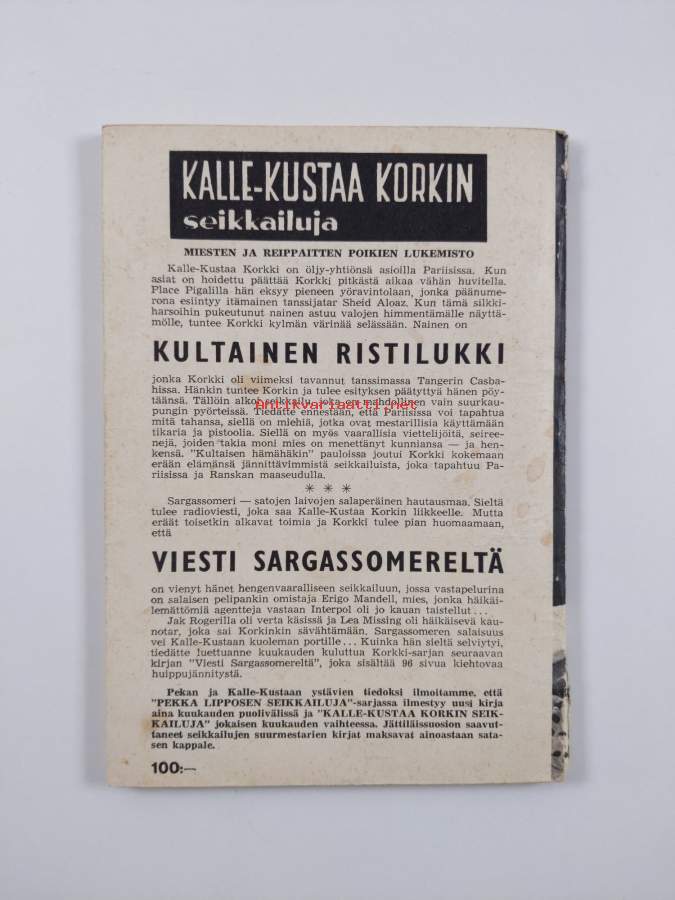 KALLE-KUSTAA KORKIN
seikkailuja
MIESTEN JA REIPPAITTEN POIKIEN LUKEMISTO
Kalle-Kustaa Korkki on öljy-yhtiönsä asioilla Pariisissa. Kun
asiat on hoidettu päättää Korkki pitkästä aikaa vähän huvitella.
Place Pigalilla hän eksyy pieneen yöravintolaan, jonka päänume-
rona esiintyy itämainen tanssijatar Sheid Aloaz. Kun tämä silkki-
harsoihin pukeutunut nainen astuu valojen himmentämälle näyttä-
mölle, tuntee Korkki kylmän värinää selässään. Nainen on
KULTAINEN RISTILUKKI
jonka Korkki oli viimeksi tavannut tanssimassa Tangerin Casba-
hissa. Hänkin tuntee Korkin ja tulee esityksen päätyttyä hänen pöy-
täänsä. Tällöin alkoi seikkailu, joka on mahdollinen vain suurkau-
pungin pyörteissä. Tiedätte ennestään, että Pariisissa voi tapahtua
mitä tahansa, siellä on miehiä, jotka ovat mestarillisia käyttämään
tikaria ja pistoolia. Siellä on myös vaarallisia viettelijöitä, seiree-
nejä, joiden takia moni mies on menettänyt kunniansa — ja hen-
kensä. "Kultaisen hämähäkin" pauloissa joutui Korkki kokemaan
erään elämänsä jännittävimmistä seikkailuista, joka tapahtuu Pa-
riisissa ja Ranskan maaseudulla.
* * *
Sargassomeri — satojen laivojen salaperäinen hautausmaa. Sieltä
tulee radioviesti, joka saa Kalle-Kustaa Korkin liikkeelle. Mutta
eräät toisetkin alkavat toimia ja Korkki tulee pian huomaamaan,
että
VIESTI SARGASSOMERELTÄ
on vienyt hänet hengenvaaralliseen seikkailuun, jossa vastapelurina
on salaisen pelipankin omistaja Erigo Mandell, mies, jonka häikäi-
lemättömiä agentteja vastaan Interpol oli jo kauan taistellut . . .
Jak Rogerilla oli verta käsissä ja Lea Missing oli häikäisevä kau-
notar, joka sai Korkinkin sävähtämään. Sargassomeren salaisuus
vei Kalle-Kustaan kuoleman portille . . . Kuinka hän sieltä selviytyi,
tiedätte luettuanne kuukauden kuluttua Korkki-sarjan seuraavan
kirjan "Viesti Sargassomereltä", joka sisältää 96 sivua kiehtovaa
huippujännitystä.
Pekan ja Kalle-Kustaan ystävien tiedoksi ilmoitamme, että
"PEKKA LIPPOSEN SEIKKAILUJA"-sarjassa ilmestyy uusi kirja
aina kuukauden puolivälissä ja "KALLE-KUSTAA KORKIN SEIK-
KAILUJA" jokaisen kuukauden vaihteessa. Jättiläissuosion saavut-
taneet seikkailujen suurmestarien kirjat maksavat ainoastaan sata-
sen kappale.
100:—
Antikvariaatti.net